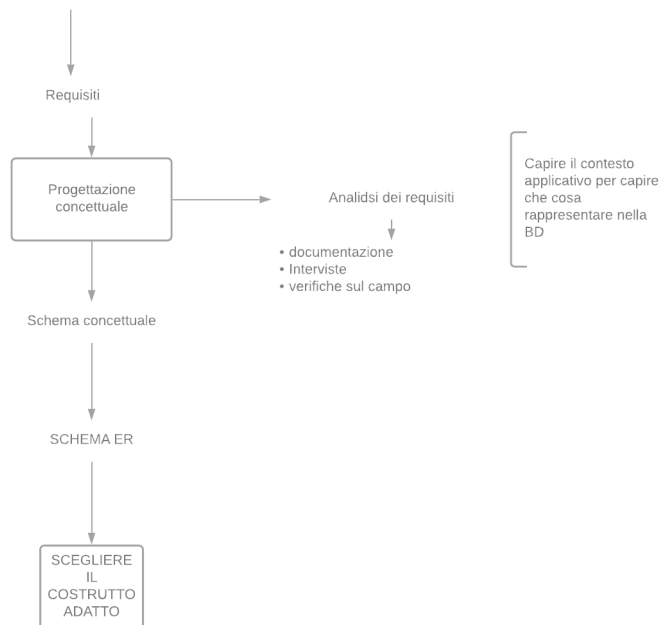 Requisiti
Progettazione
concettuale
Analidsi dei requisiti
Capire il contesto
applicativo per capire
che cosa
rappresentare nella
BD
• documentazione
• Interviste
• verifiche sul campo
Schema concettuale
SCHEMA ER
SCEGLIERE
IL
COSTRUTTO
ADATTO